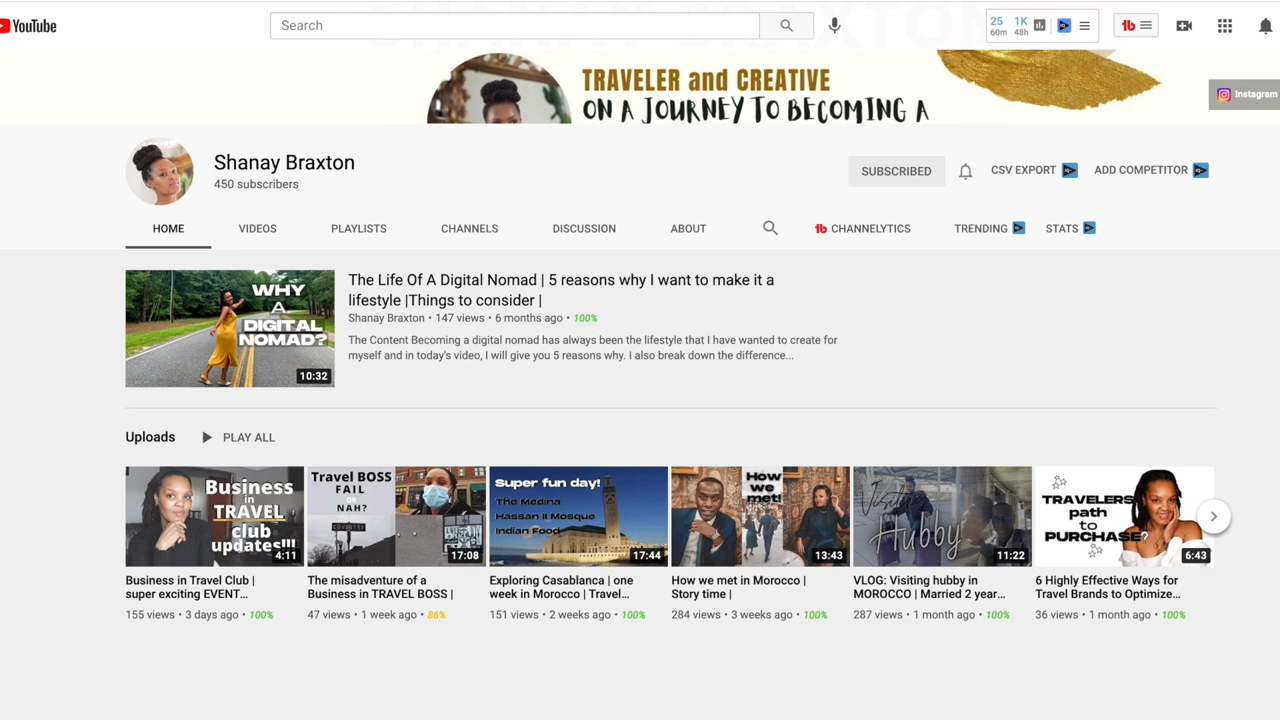 SHANAY BRAXTON
YouTube
Search
25 1K
60m 48h
TRAVELER and CREATIVE
ON A JOURNEY TO BECOMING A
Instagram
Shanay Braxton
450 subscribers
SUBSCRIBED
CSV EXPORT
ADD COMPETITOR
HOME VIDEOS PLAYLISTS CHANNELS DISCUSSION ABOUT CHANNELYTICS TRENDING STATS
WHY
A
DIGITAL
NOMAD?
10:32
The Life Of A Digital Nomad | 5 reasons why I want to make it a
lifestyle |Things to consider |
Shanay Braxton • 147 views • 6 months ago • 100%
The Content Becoming a digital nomad has always been the lifestyle that I have wanted to create for
myself and in today's video, I will give you 5 reasons why. I also break down the difference...
Uploads
PLAY ALL
Business
in
TRAVEL
club
updates!!!
4:11
Business in Travel Club |
super exciting EVENT...
155 views • 3 days ago • 100%
Travel BOSS
FAIL
OR
NAH?
COVENTRY
17:08
The misadventure of a
Business in TRAVEL BOSS |
47 views • 1 week ago • 86%
Super fun day!
The Medina
Hassan II Mosque
Indian Food
17:44
Exploring Casablanca | one
week in Morocco | Travel...
151 views • 2 weeks ago • 100%
How
we
met!
13:43
How we met in Morocco |
Story time |
284 views • 3 weeks ago • 100%
Visiting
Hubby
11:22
VLOG: Visiting hubby in
MOROCCO | Married 2 year...
287 views • 1 month ago • 100%
TRAVELERS
path
to
PURCHASE?
6:43
6 Highly Effective Ways for
Travel Brands to Optimize...
36 views • 1 month ago • 100%